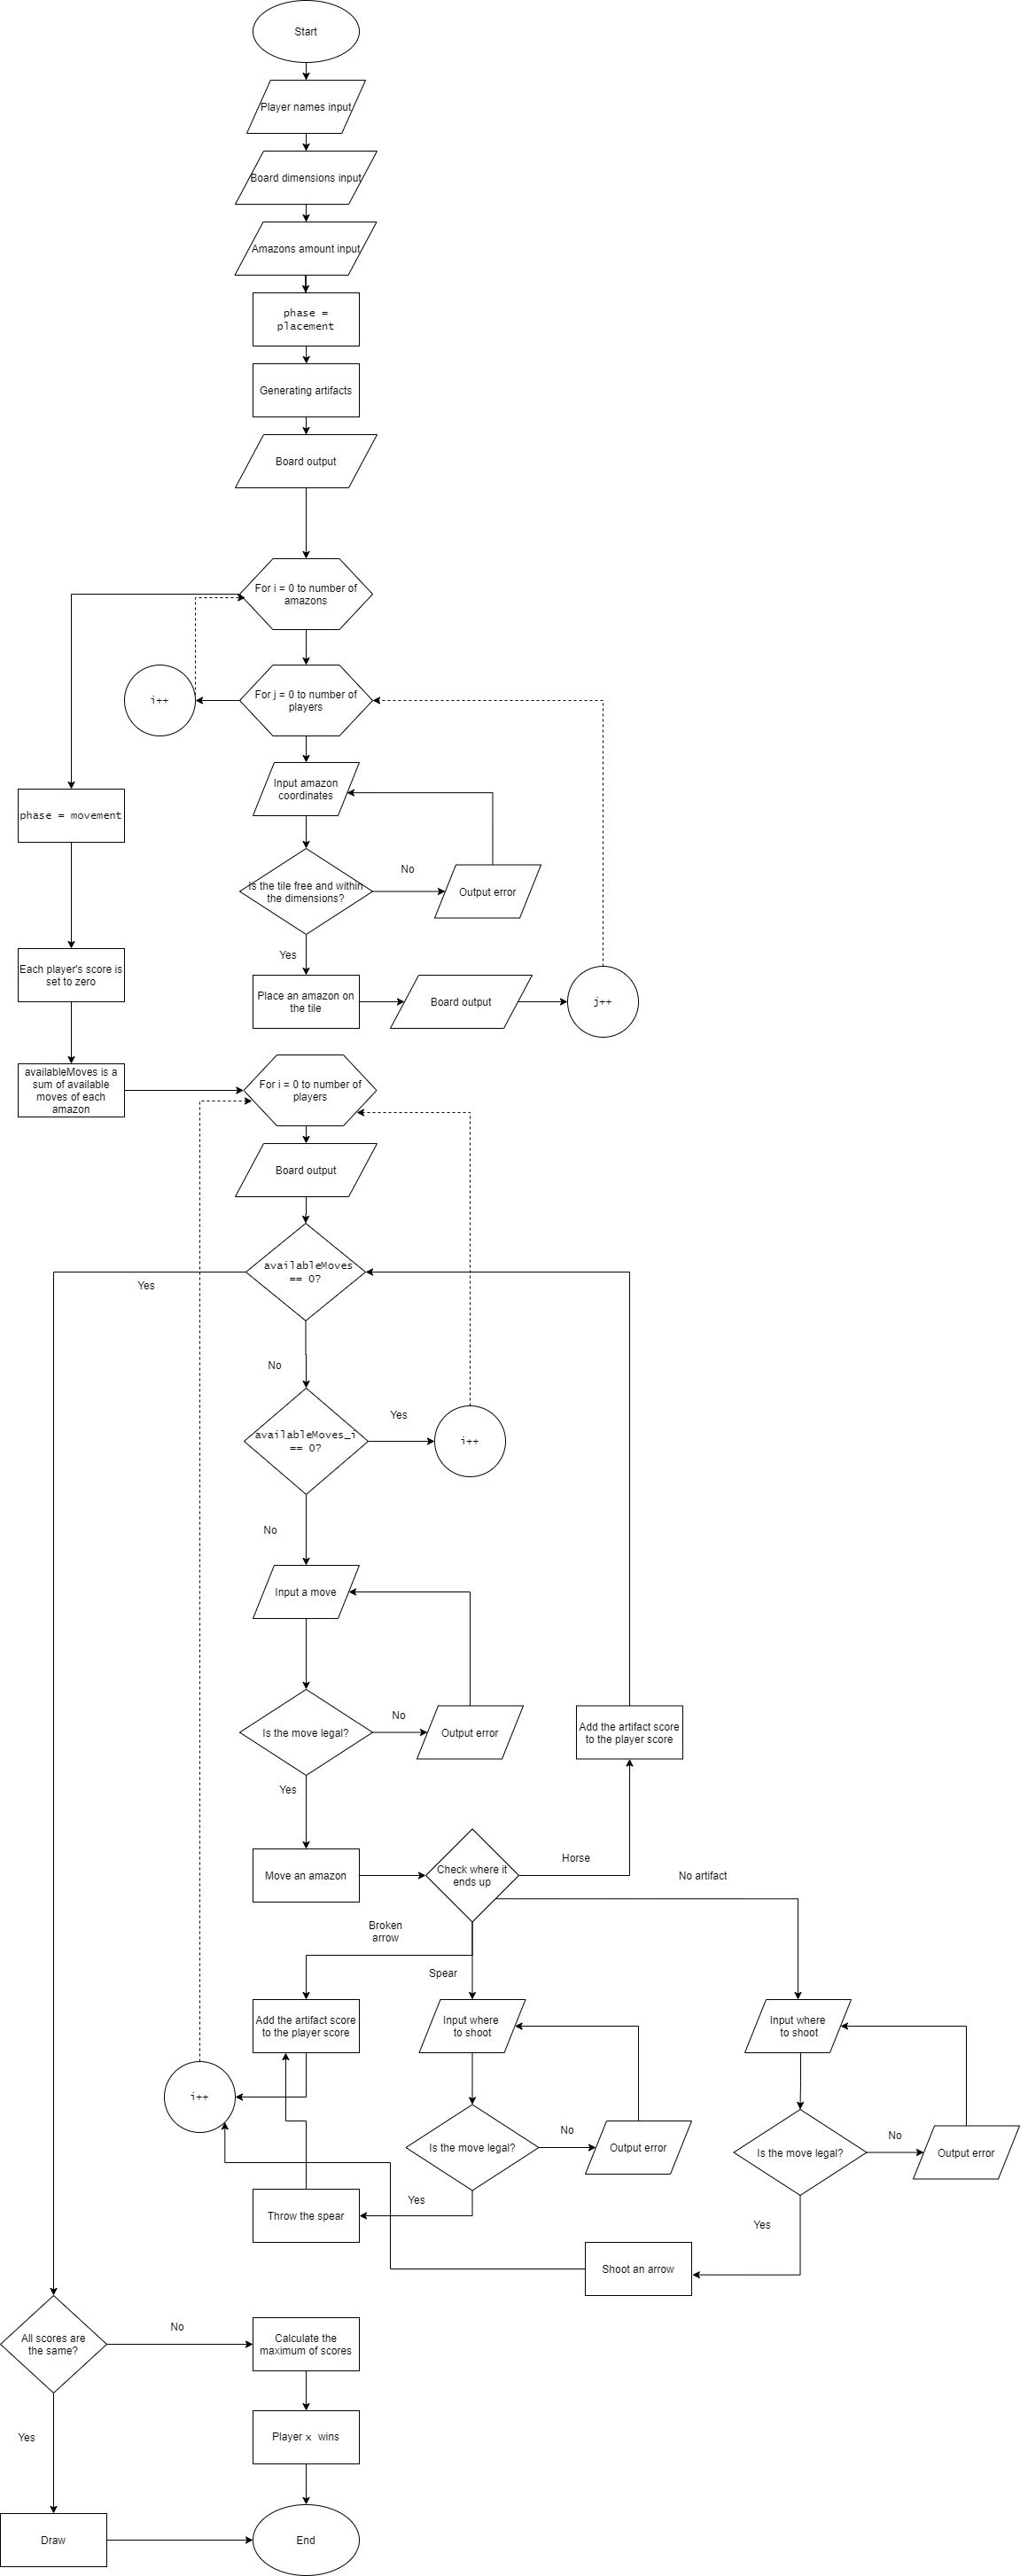 Start
Player names input
Board dimensions input
Amazons amount input
phase =
placement
Generating artifacts
Board output
For i = 0 to number of
amazons
i++
For j = 0 to number of
players
Input amazon
coordinates
phase = movement
No
Is the tile free and within
the dimensions?
Output error
Yes
Each player's score is
set to zero
Place an amazon on
the tile
Board output
j++
availableMoves is a
sum of available
moves of each
amazon
For i = 0 to number of
players
Board output
availableMoves
== 0?
Yes
No
Yes
availableMoves_i
== 0?
i++
No
Input a move
No
Is the move legal?
Output error
Add the artifact score
to the player score
Yes
Horse
Move an amazon
Check where it
ends up
No artifact
Broken
arrow
Spear
Add the artifact score
to the player score
Input where
to shoot
Input where
to shoot
i++
No
Is the move legal?
Output error
No
Is the move legal?
Output error
Yes
Throw the spear
Yes
Shoot an arrow
No
All scores are
the same?
Calculate the
maximum of scores
Yes
Player x wins
Draw
End